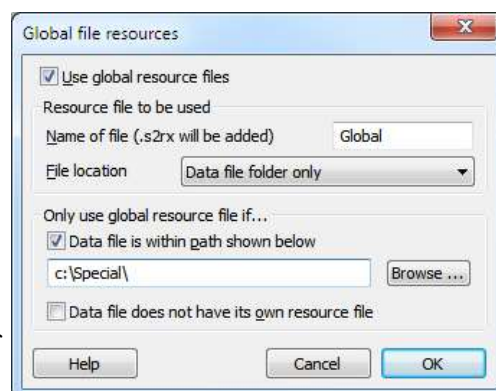 Global file resources
Use global resource files
Resource file to be used
Name of file (.s2rx will be added) Global
File location Data file folder only
Only use global resource file if...
Data file is within path shown below
c:\Special\ Browse ...
Data file does not have its own resource file
Help Cancel OK